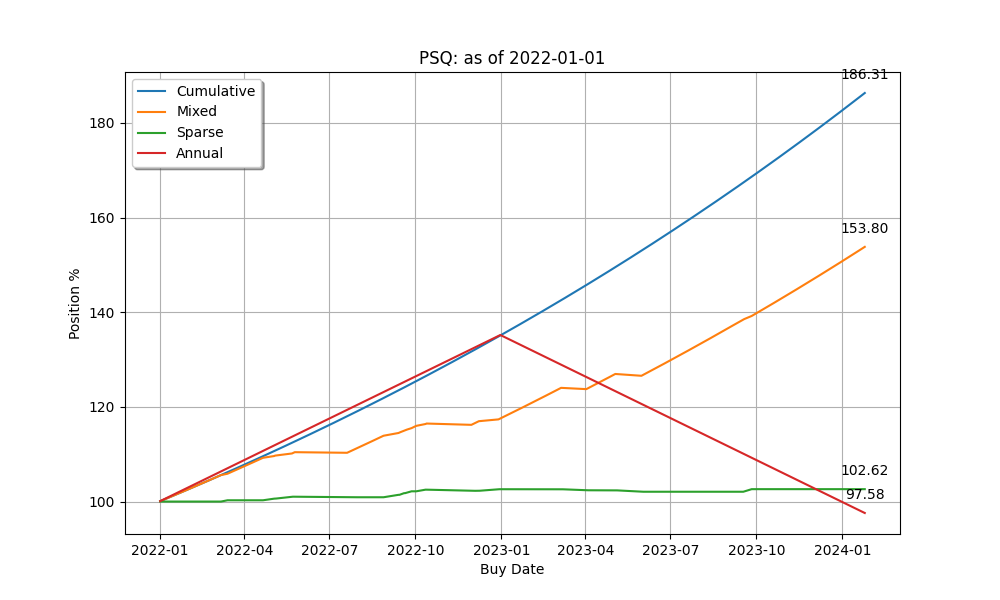 PSQ: as of 2022-01-01
Cumulative
Mixed
Sparse
Annual
186.31
153.80
102.62
97.58
180
160
140
120
100
Position %
2022-01 2022-04 2022-07 2022-10 2023-01 2023-04 2023-07 2023-10 2024-01
Buy Date